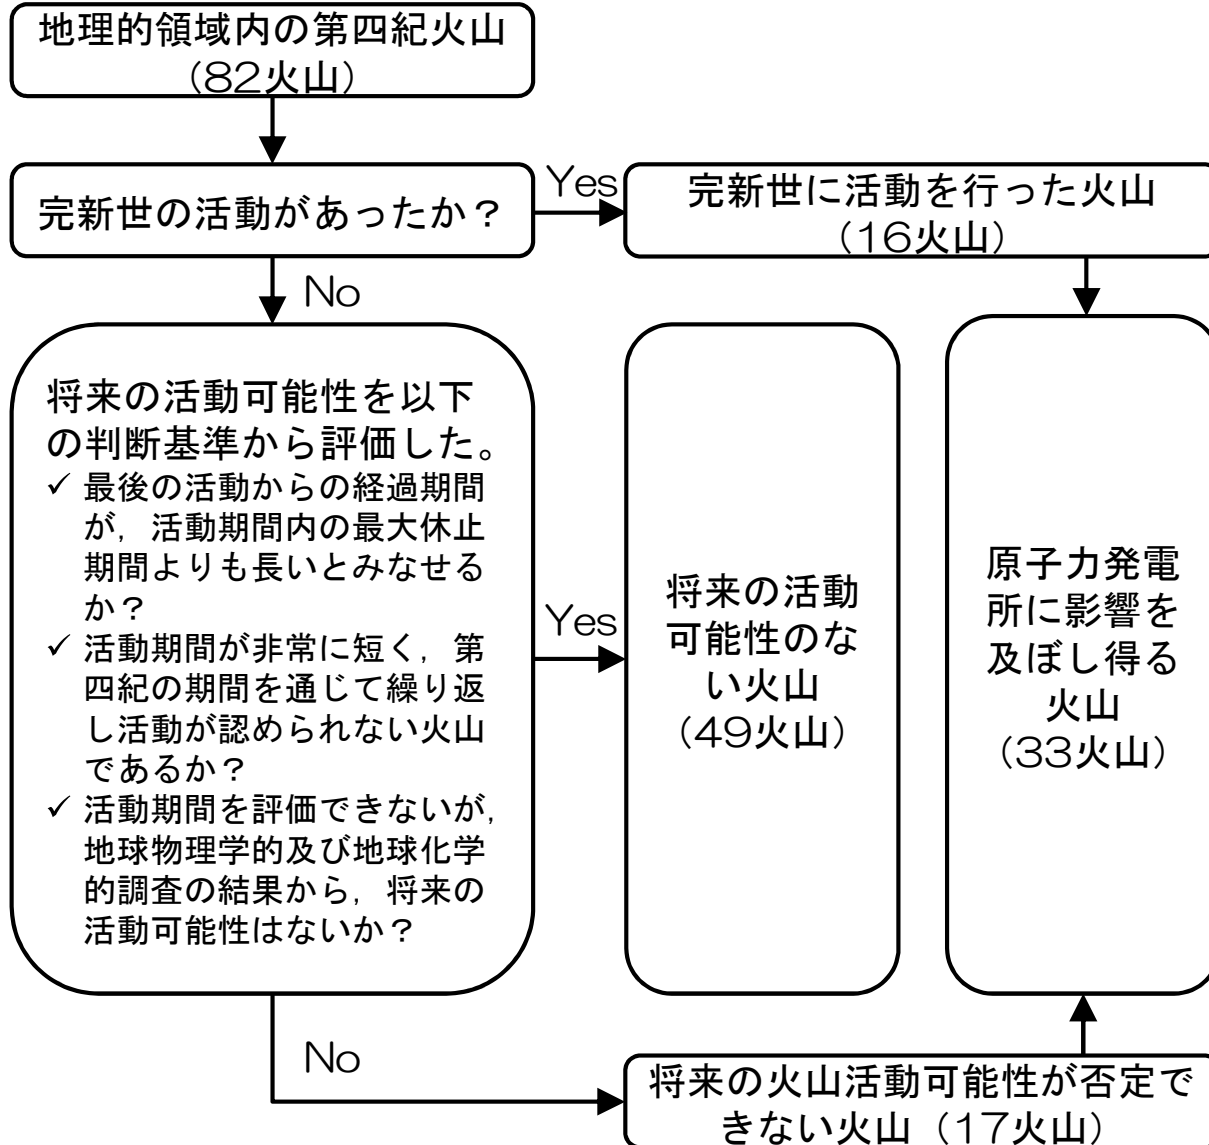 地理的領域内の第四紀火山
（82火山）
完新世の活動があったか？
Yes
完新世に活動を行った火山
（16火山）
No
将来の活動可能性を以下
の判断基準から評価した。
✓ 最後の活動からの経過期間
が，活動期間内の最大休止
期間よりも長いとみなせる
か？
✓ 活動期間が非常に短く，第
四紀の期間を通じて繰り返
し活動が認められない火山
であるか？
✓ 活動期間を評価できないが，
地球物理学的及び地球化学
的調査の結果から，将来の
活動可能性はないか？
Yes
将来の活動
可能性のな
い火山
（49火山）
原子力発電
所に影響を
及ぼし得る
火山
（33火山）
No
将来の火山活動可能性が否定で
きない火山（17火山）